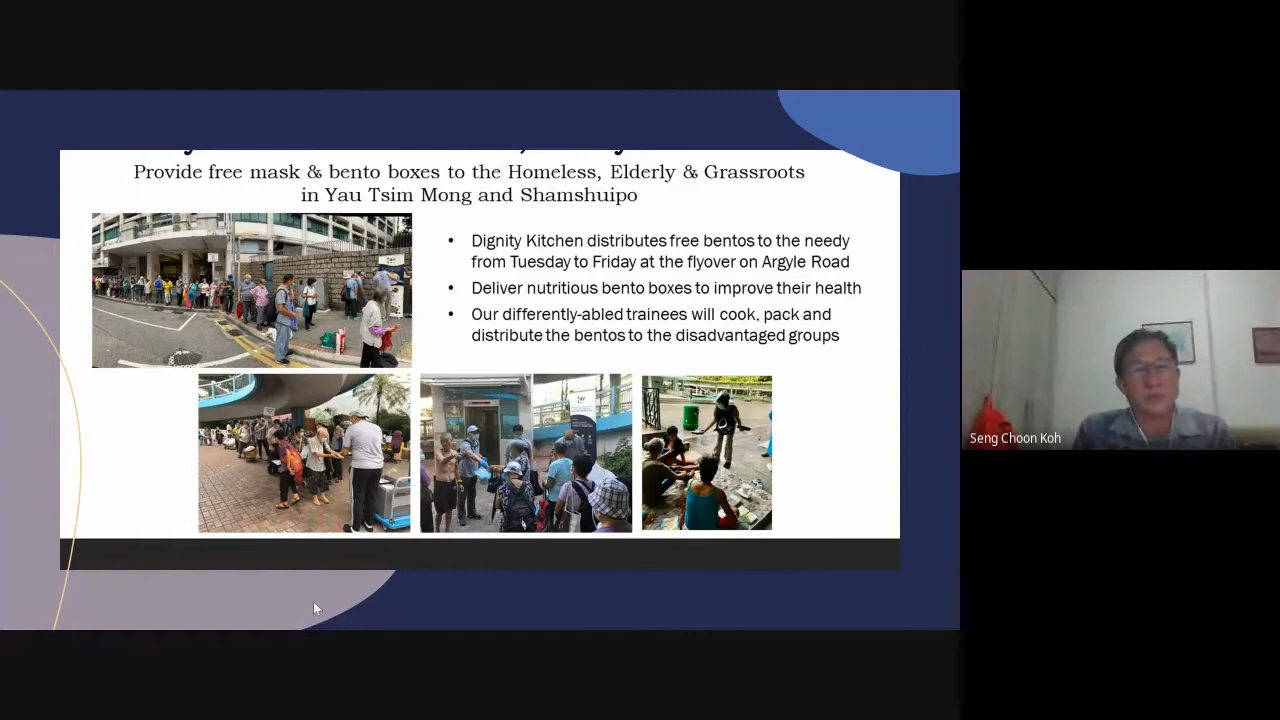 Provide free mask & bento boxes to the Homeless, Elderly & Grassroots
in Yau Tsim Mong and Shamshuipo
• Dignity Kitchen distributes free bentos to the needy
from Tuesday to Friday at the flyover on Argyle Road
• Deliver nutritious bento boxes to improve their health
• Our differently-abled trainees will cook, pack and
distribute the bentos to the disadvantaged groups
Seng Choon Koh